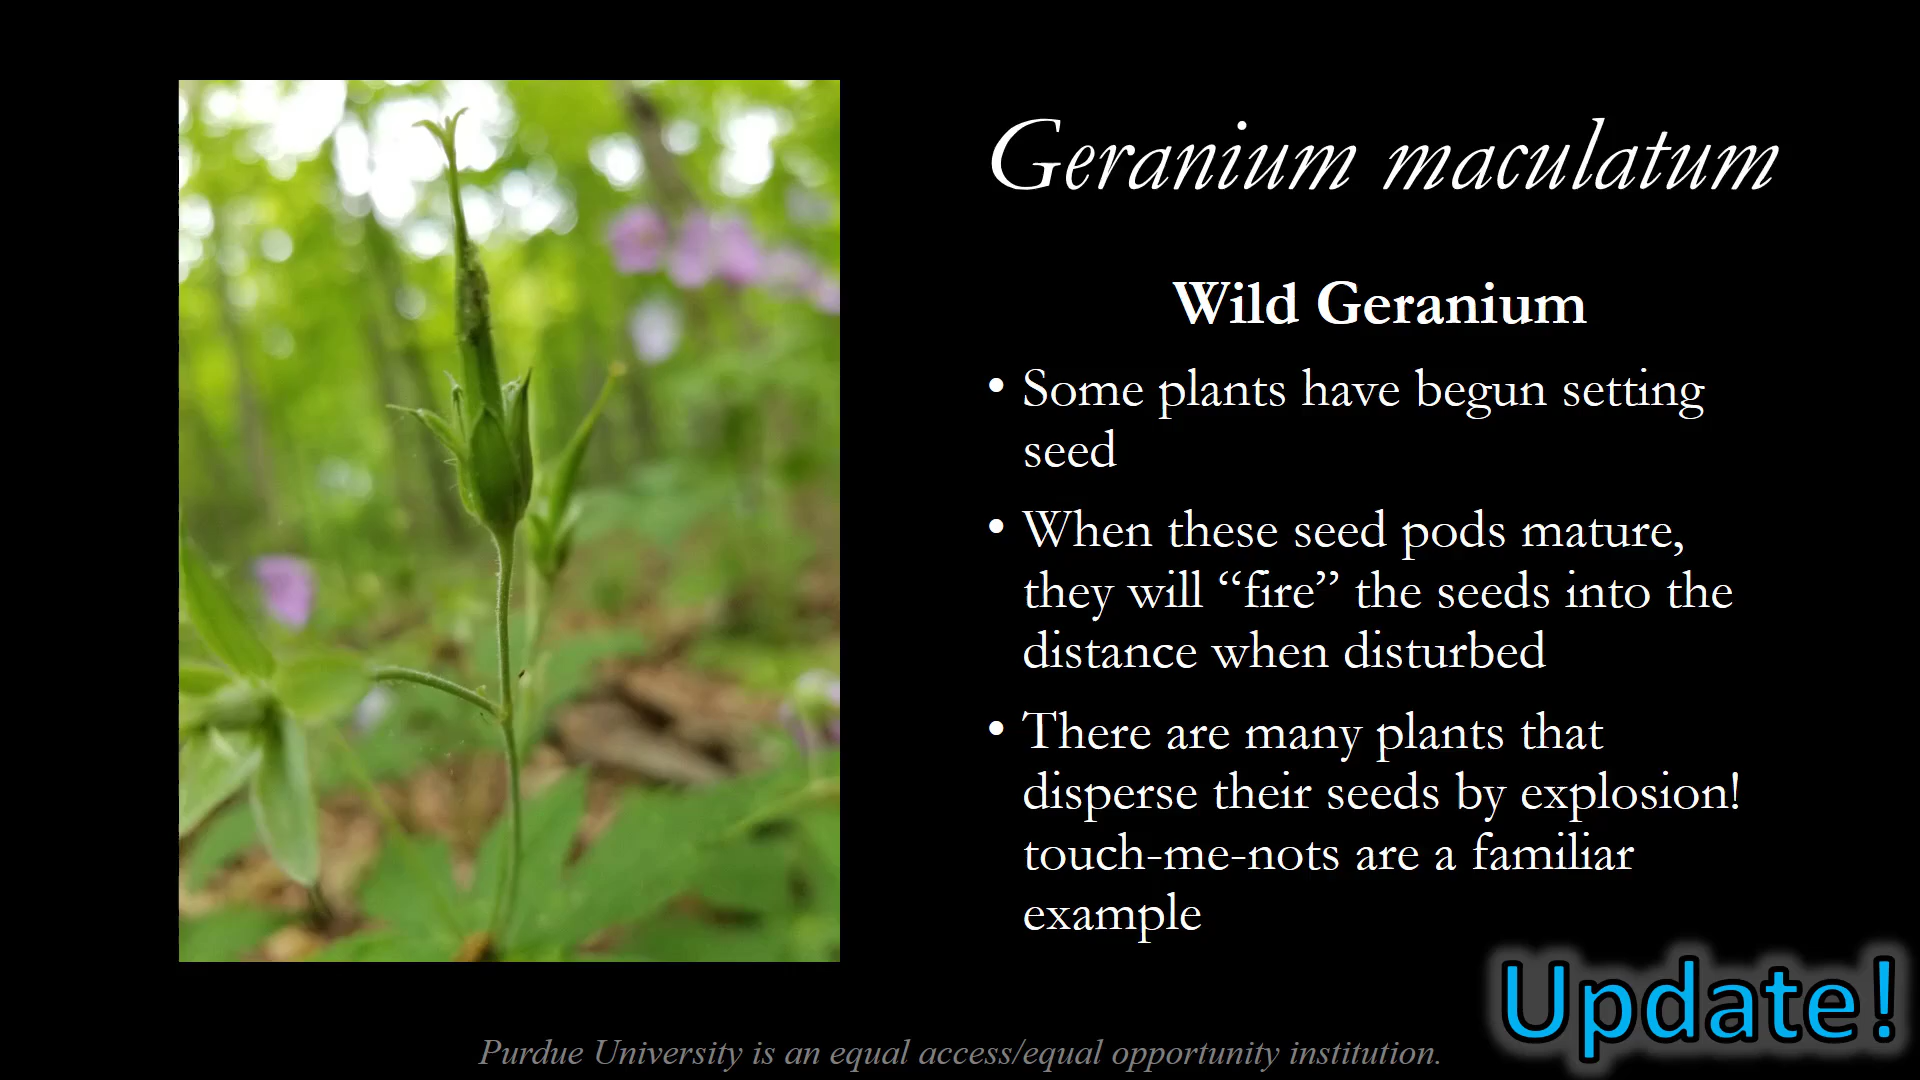 Geranium maculatum
Wild Geranium
• Some plants have begun setting
seed
• When these seed pods mature,
they will “fire” the seeds into the
distance when disturbed
• There are many plants that
disperse their seeds by explosion!
touch-me-nots are a familiar
example
Update!
Purdue University is an equal access/equal opportunity institution.